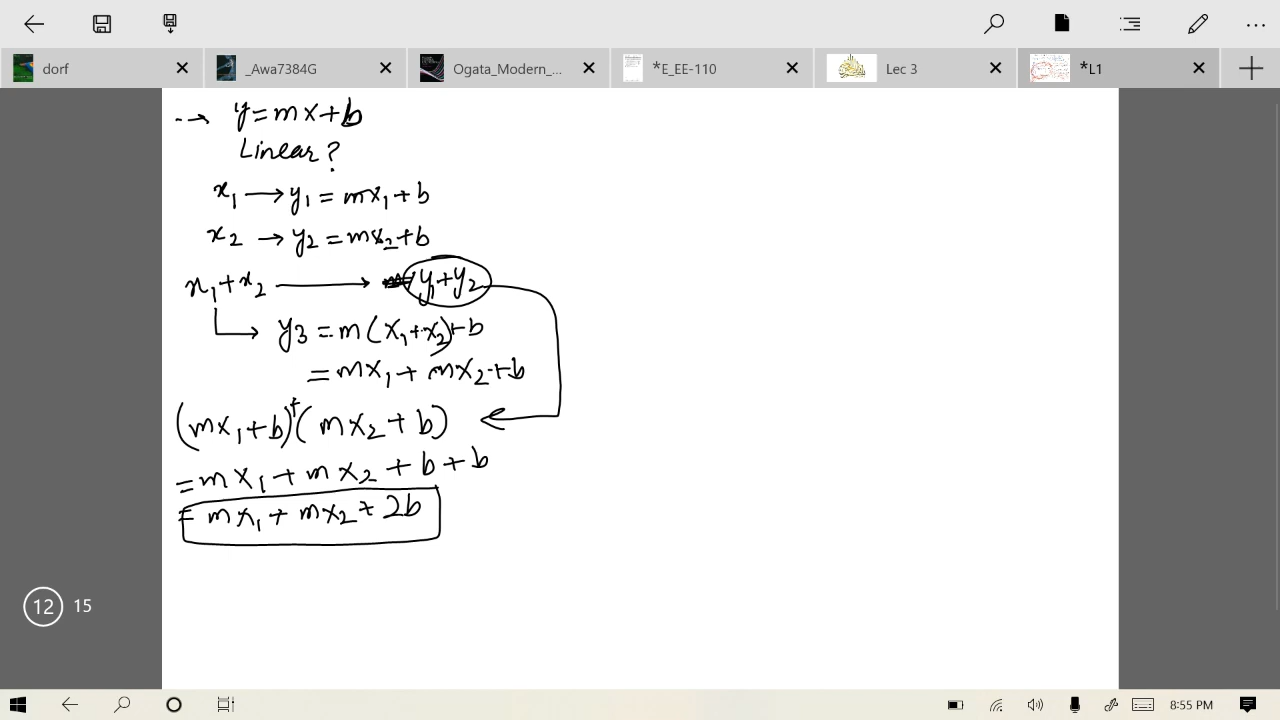 dorf
_Awa7384G
Ogata_Modern_...
*E_EE-110
Lec 3
*L1
--→ y=mx+b
Linear?
x₁ → y₁ = mx₁+b
x₂ → y₂ = mx₂+b
x₁+x₂ → y₁+y₂
↳ y₃ = m(x₁+x₂)+b
= mx₁ + mx₂+b
(mx₁+b)+(mx₂+b)
= mx₁ + mx₂ + b + b
= mx₁ + mx₂ + 2b
12 15
8:55 PM